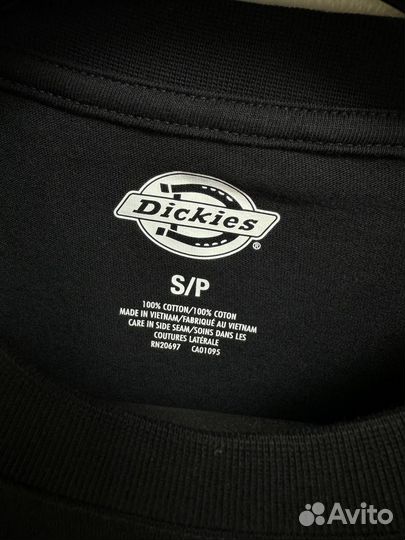 Dickies
®
S/P
100% COTTON/100% COTON
MADE IN VIETNAM/FABRIQUÉ AU VIETNAM
CARE IN SIDE SEAM/SOINS DANS LES
COUTURES LATÉRALE
RN20697 CA01095
Avito